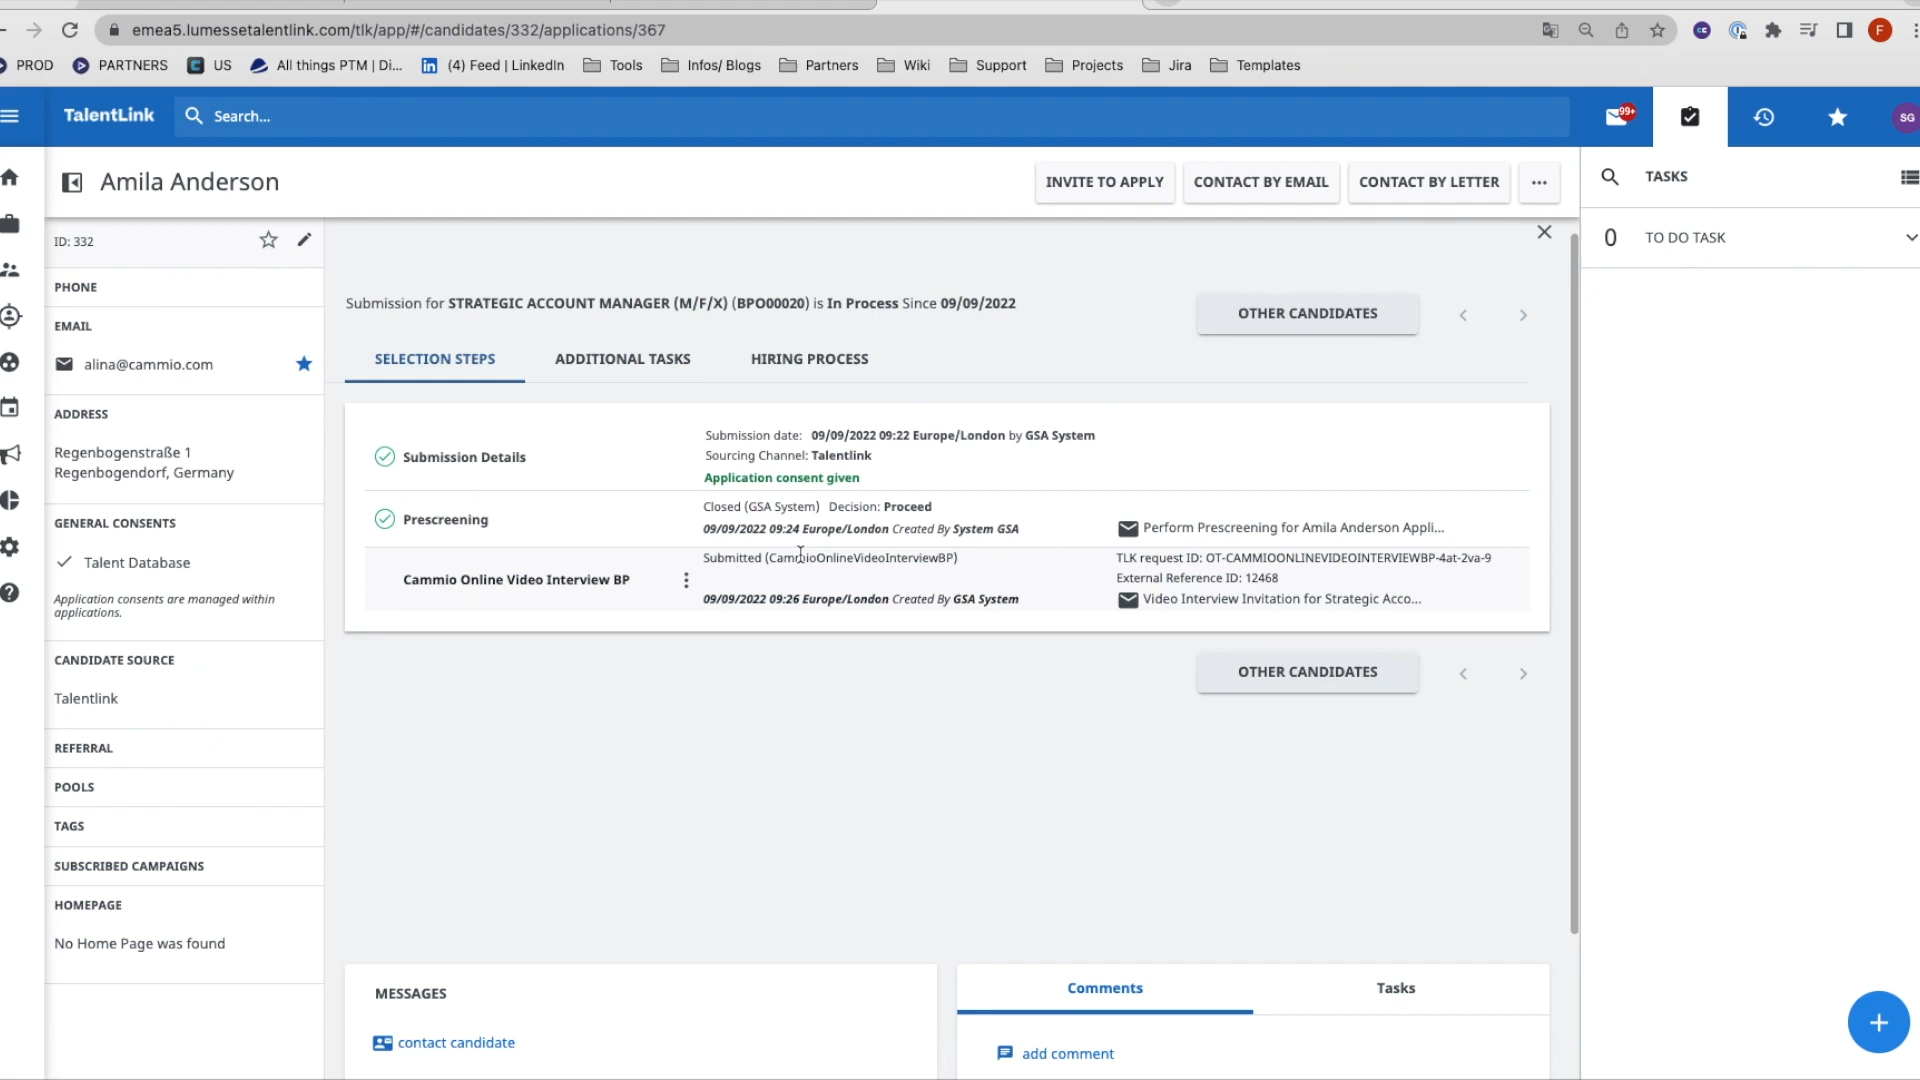 emea5.lumessetalentlink.com/tlk/app/#/candidates/332/applications/367
F
PROD
PARTNERS
US
All things PTM | Di...
(4) Feed | LinkedIn
Tools
Infos/ Blogs
Partners
Wiki
Support
Projects
Jira
Templates
TalentLink
Search...
99+
SG
Amila Anderson
INVITE TO APPLY
CONTACT BY EMAIL
CONTACT BY LETTER
...
TASKS
0
TO DO TASK
ID: 332
PHONE
EMAIL
alina@cammio.com
ADDRESS
Regenbogenstraße 1
Regenbogendorf, Germany
GENERAL CONSENTS
Talent Database
Application consents are managed within
applications.
CANDIDATE SOURCE
Talentlink
REFERRAL
POOLS
TAGS
SUBSCRIBED CAMPAIGNS
HOMEPAGE
No Home Page was found
Submission for STRATEGIC ACCOUNT MANAGER (M/F/X) (BPO00020) is In Process Since 09/09/2022
OTHER CANDIDATES
SELECTION STEPS
ADDITIONAL TASKS
HIRING PROCESS
Submission Details
Submission date: 09/09/2022 09:22 Europe/London by GSA System
Sourcing Channel: Talentlink
Application consent given
Prescreening
Closed (GSA System) Decision: Proceed
09/09/2022 09:24 Europe/London Created By System GSA
Perform Prescreening for Amila Anderson Appli...
Cammio Online Video Interview BP
Submitted (CammioOnlineVideoInterviewBP)
09/09/2022 09:26 Europe/London Created By GSA System
TLK request ID: OT-CAMMIOONLINEVIDEOINTERVIEWBP-4at-2va-9
External Reference ID: 12468
Video Interview Invitation for Strategic Acco...
OTHER CANDIDATES
MESSAGES
contact candidate
Comments
Tasks
add comment